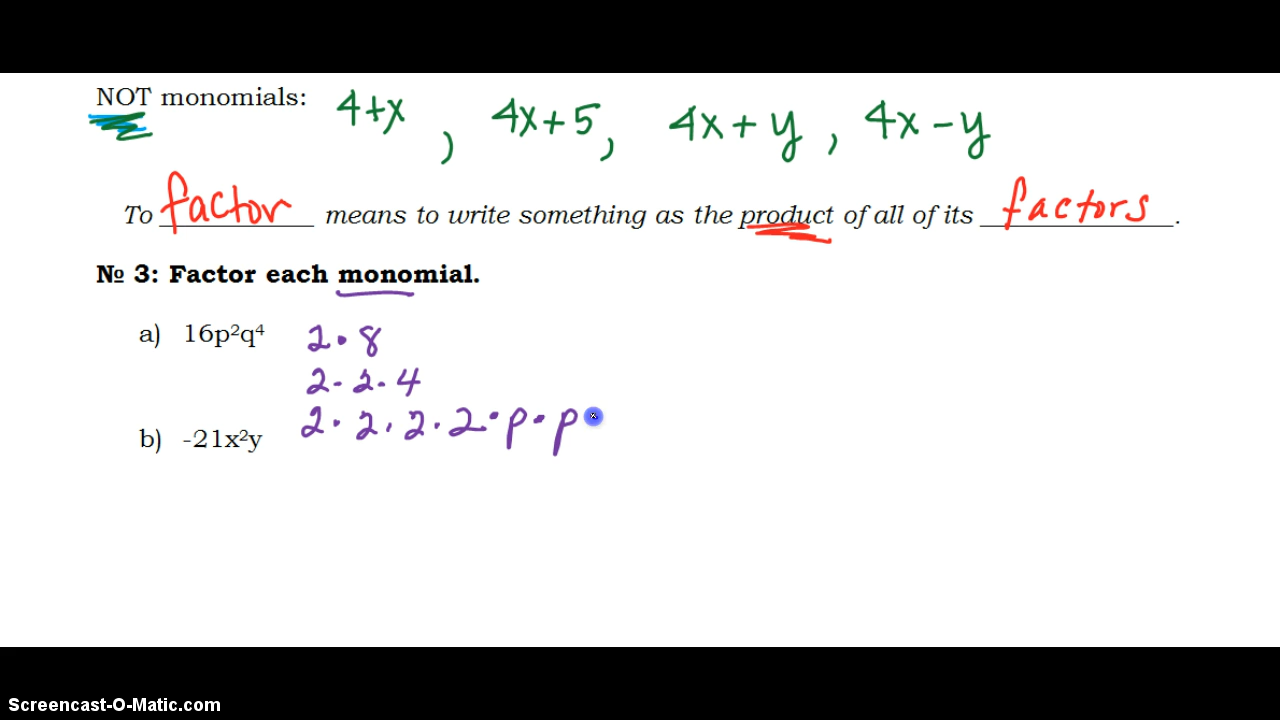 NOT monomials: 4+x , 4x+5, 4x+y, 4x-y
To factor means to write something as the product of all of its factors.
№ 3: Factor each monomial.
a) 16p²q⁴ 2·8
2·2·4
2·2·2·2·p·p
b) -21x²y
Screencast-O-Matic.com